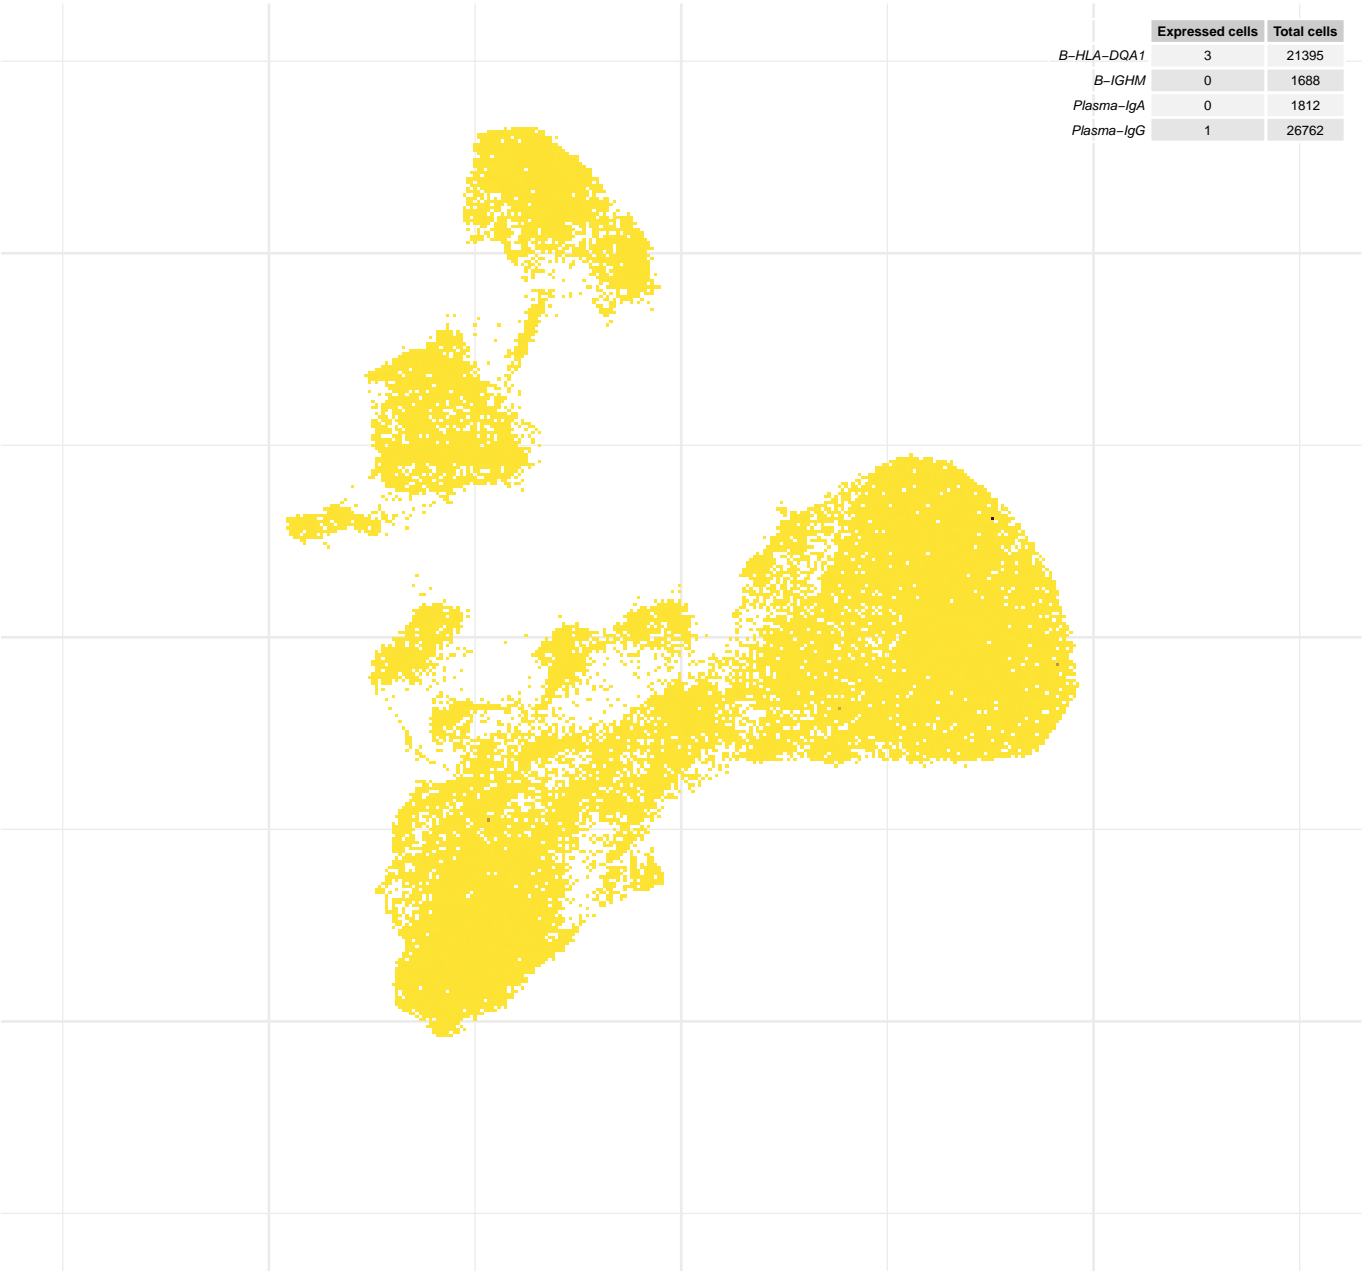 Expressed cells Total cells
B−HLA−DQA1 3 21395
B−IGHM 0 1688
Plasma−IgA 0 1812
Plasma−IgG 1 26762